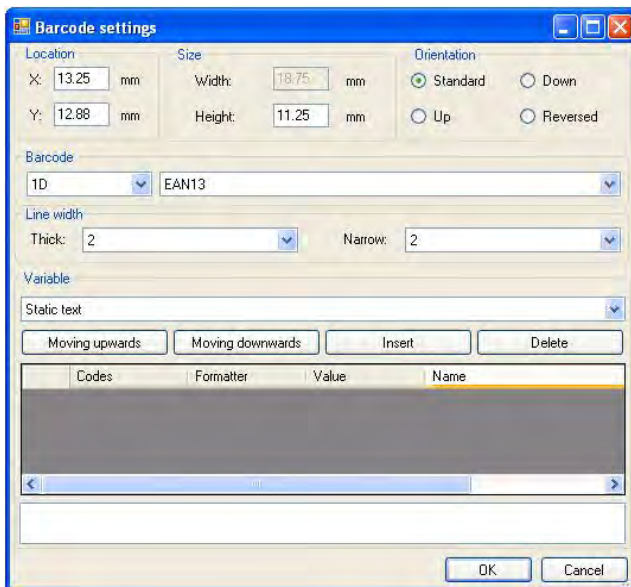 Barcode settings
Location Size Orientation
X: 13.25 mm Width: 18.75 mm Standard Down
Y: 12.88 mm Height: 11.25 mm Up Reversed
Barcode
1D EAN13
Line width
Thick: 2 Narrow: 2
Variable
Static text
Moving upwards Moving downwards Insert Delete
Codes Formatter Value Name
OK Cancel